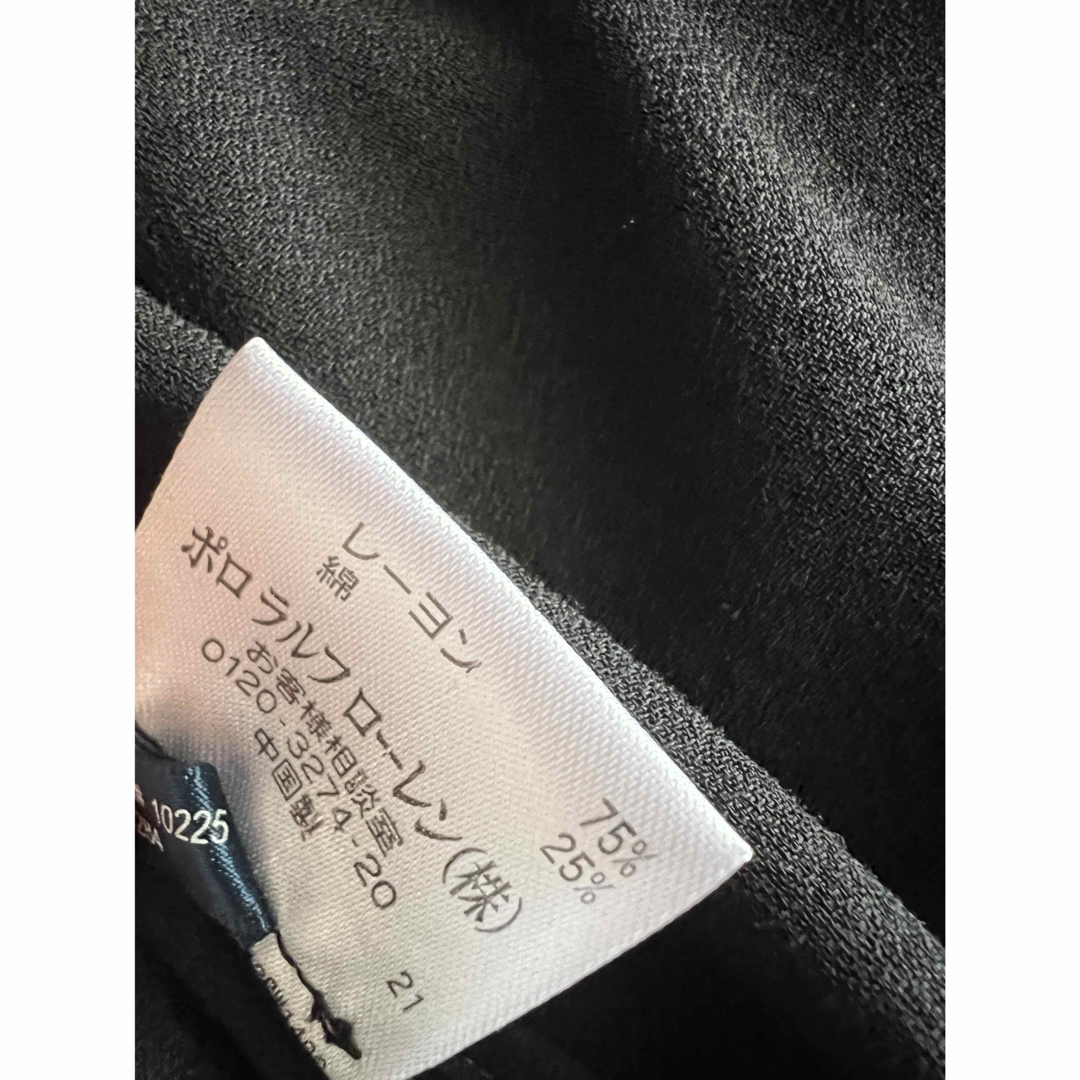 レーヨン 75%
綿 25%
ポロ ラルフ ローレン(株)
お客様相談室
0120-3274-20
中国製
21
10225